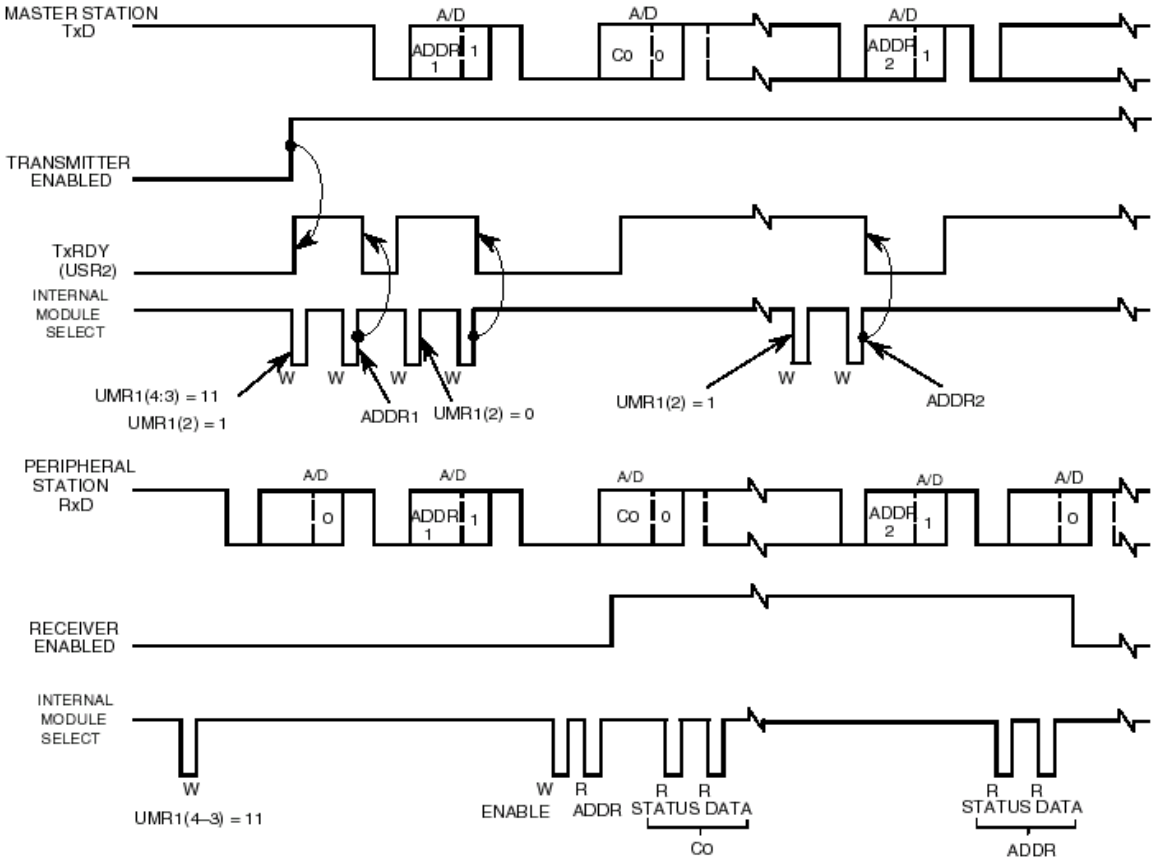 MASTER STATION
TxD
A/D
A/D
A/D
ADDR
1
1
C0
0
ADDR
2
1
TRANSMITTER
ENABLED
TxRDY
(USR2)
INTERNAL
MODULE
SELECT
W
W
W
W
W
W
UMR1(4:3) = 11
UMR1(2) = 1
ADDR1
UMR1(2) = 0
UMR1(2) = 1
ADDR2
PERIPHERAL
STATION
RxD
A/D
A/D
A/D
A/D
A/D
0
ADDR
1
1
C0
0
ADDR
2
1
0
RECEIVER
ENABLED
INTERNAL
MODULE
SELECT
W
W
R
R
R
R
R
UMR1(4–3) = 11
ENABLE
ADDR
STATUS DATA
STATUS DATA
C0
ADDR